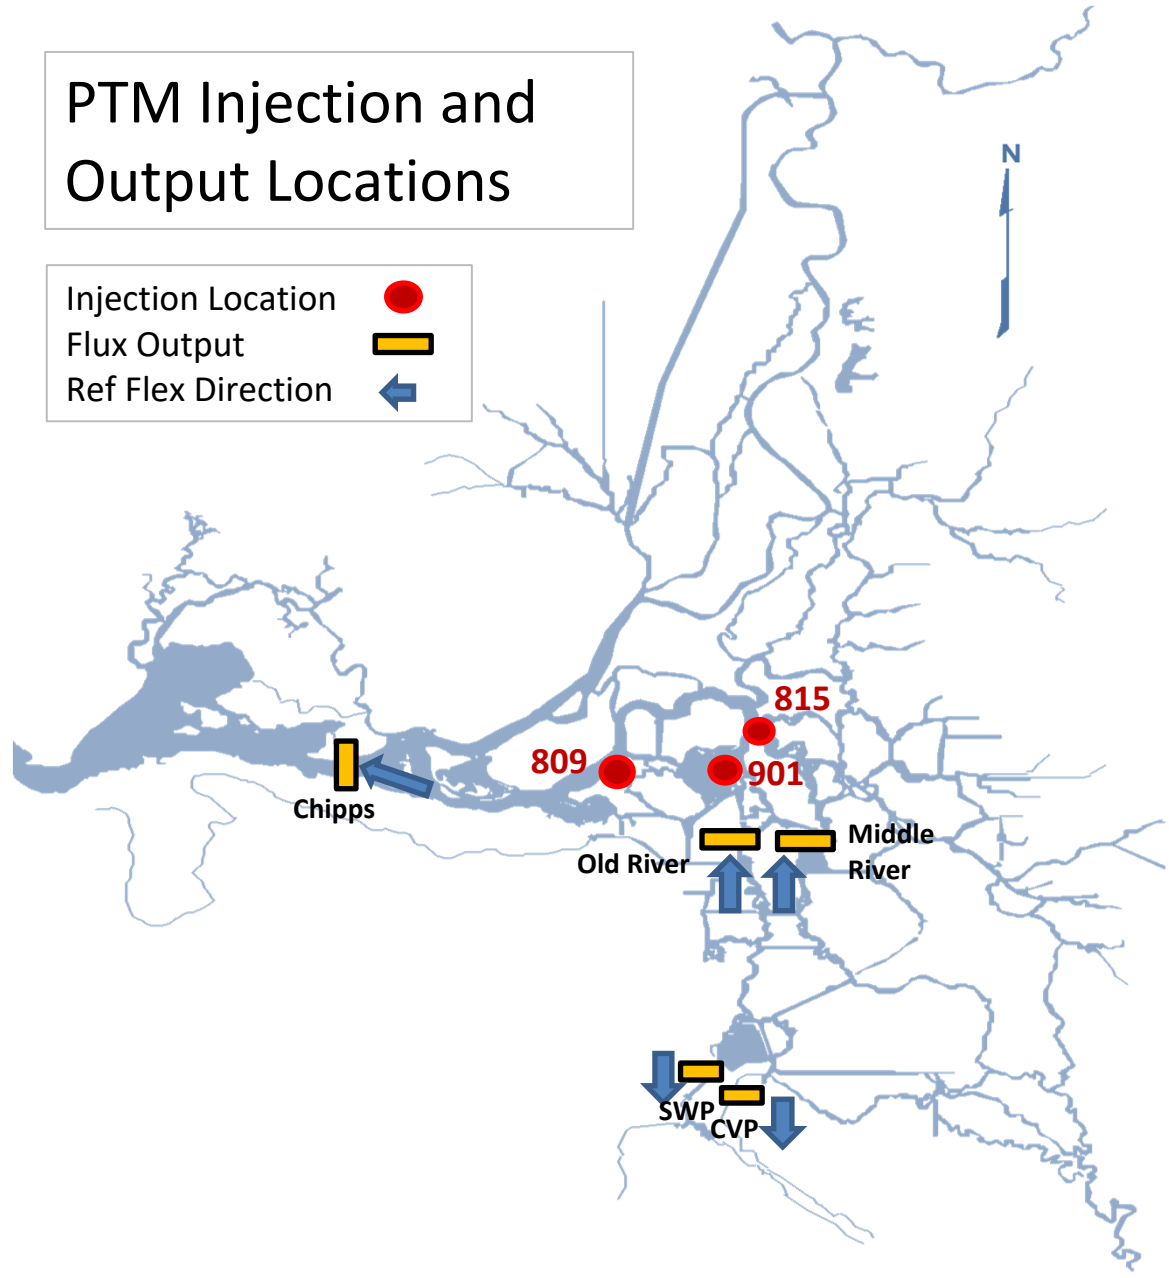 PTM Injection and
Output Locations
N
Injection Location
Flux Output
Ref Flex Direction
815
809
901
Chipps
Middle
River
Old River
SWP
CVP